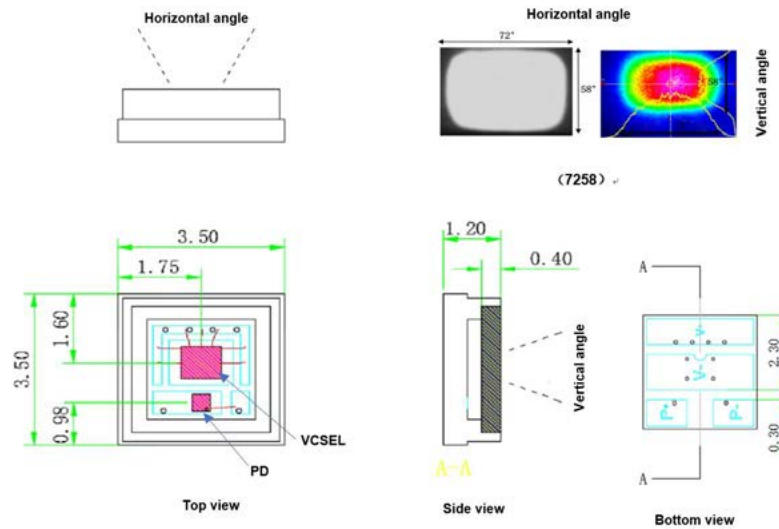 Horizontal angle
Horizontal angle
72°
58°
58°
Vertical angle
(7258)
3.50
1.75
1.20
0.40
3.50
1.60
0.98
VCSEL
PD
Vertical angle
A-A
A
A
V-
P+
P-
2.30
0.30
Top view
Side view
Bottom view